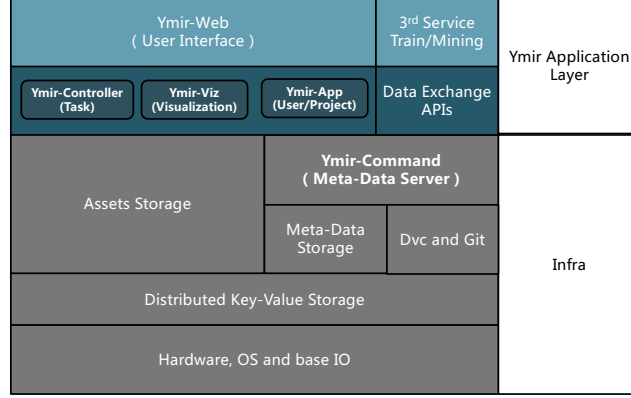 Ymir-Web
( User Interface )
3rd Service
Train/Mining
Ymir Application
Layer
Ymir-Controller
(Task)
Ymir-Viz
(Visualization)
Ymir-App
(User/Project)
Data Exchange
APIs
Assets Storage
Ymir-Command
( Meta-Data Server )
Meta-Data
Storage
Dvc and Git
Infra
Distributed Key-Value Storage
Hardware, OS and base IO